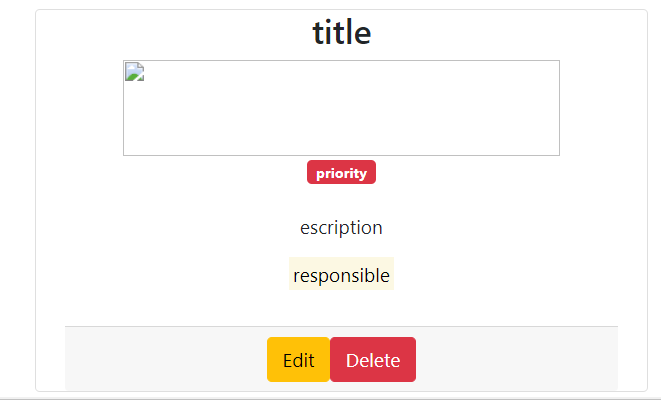 title
priority
escription
responsible
Edit Delete